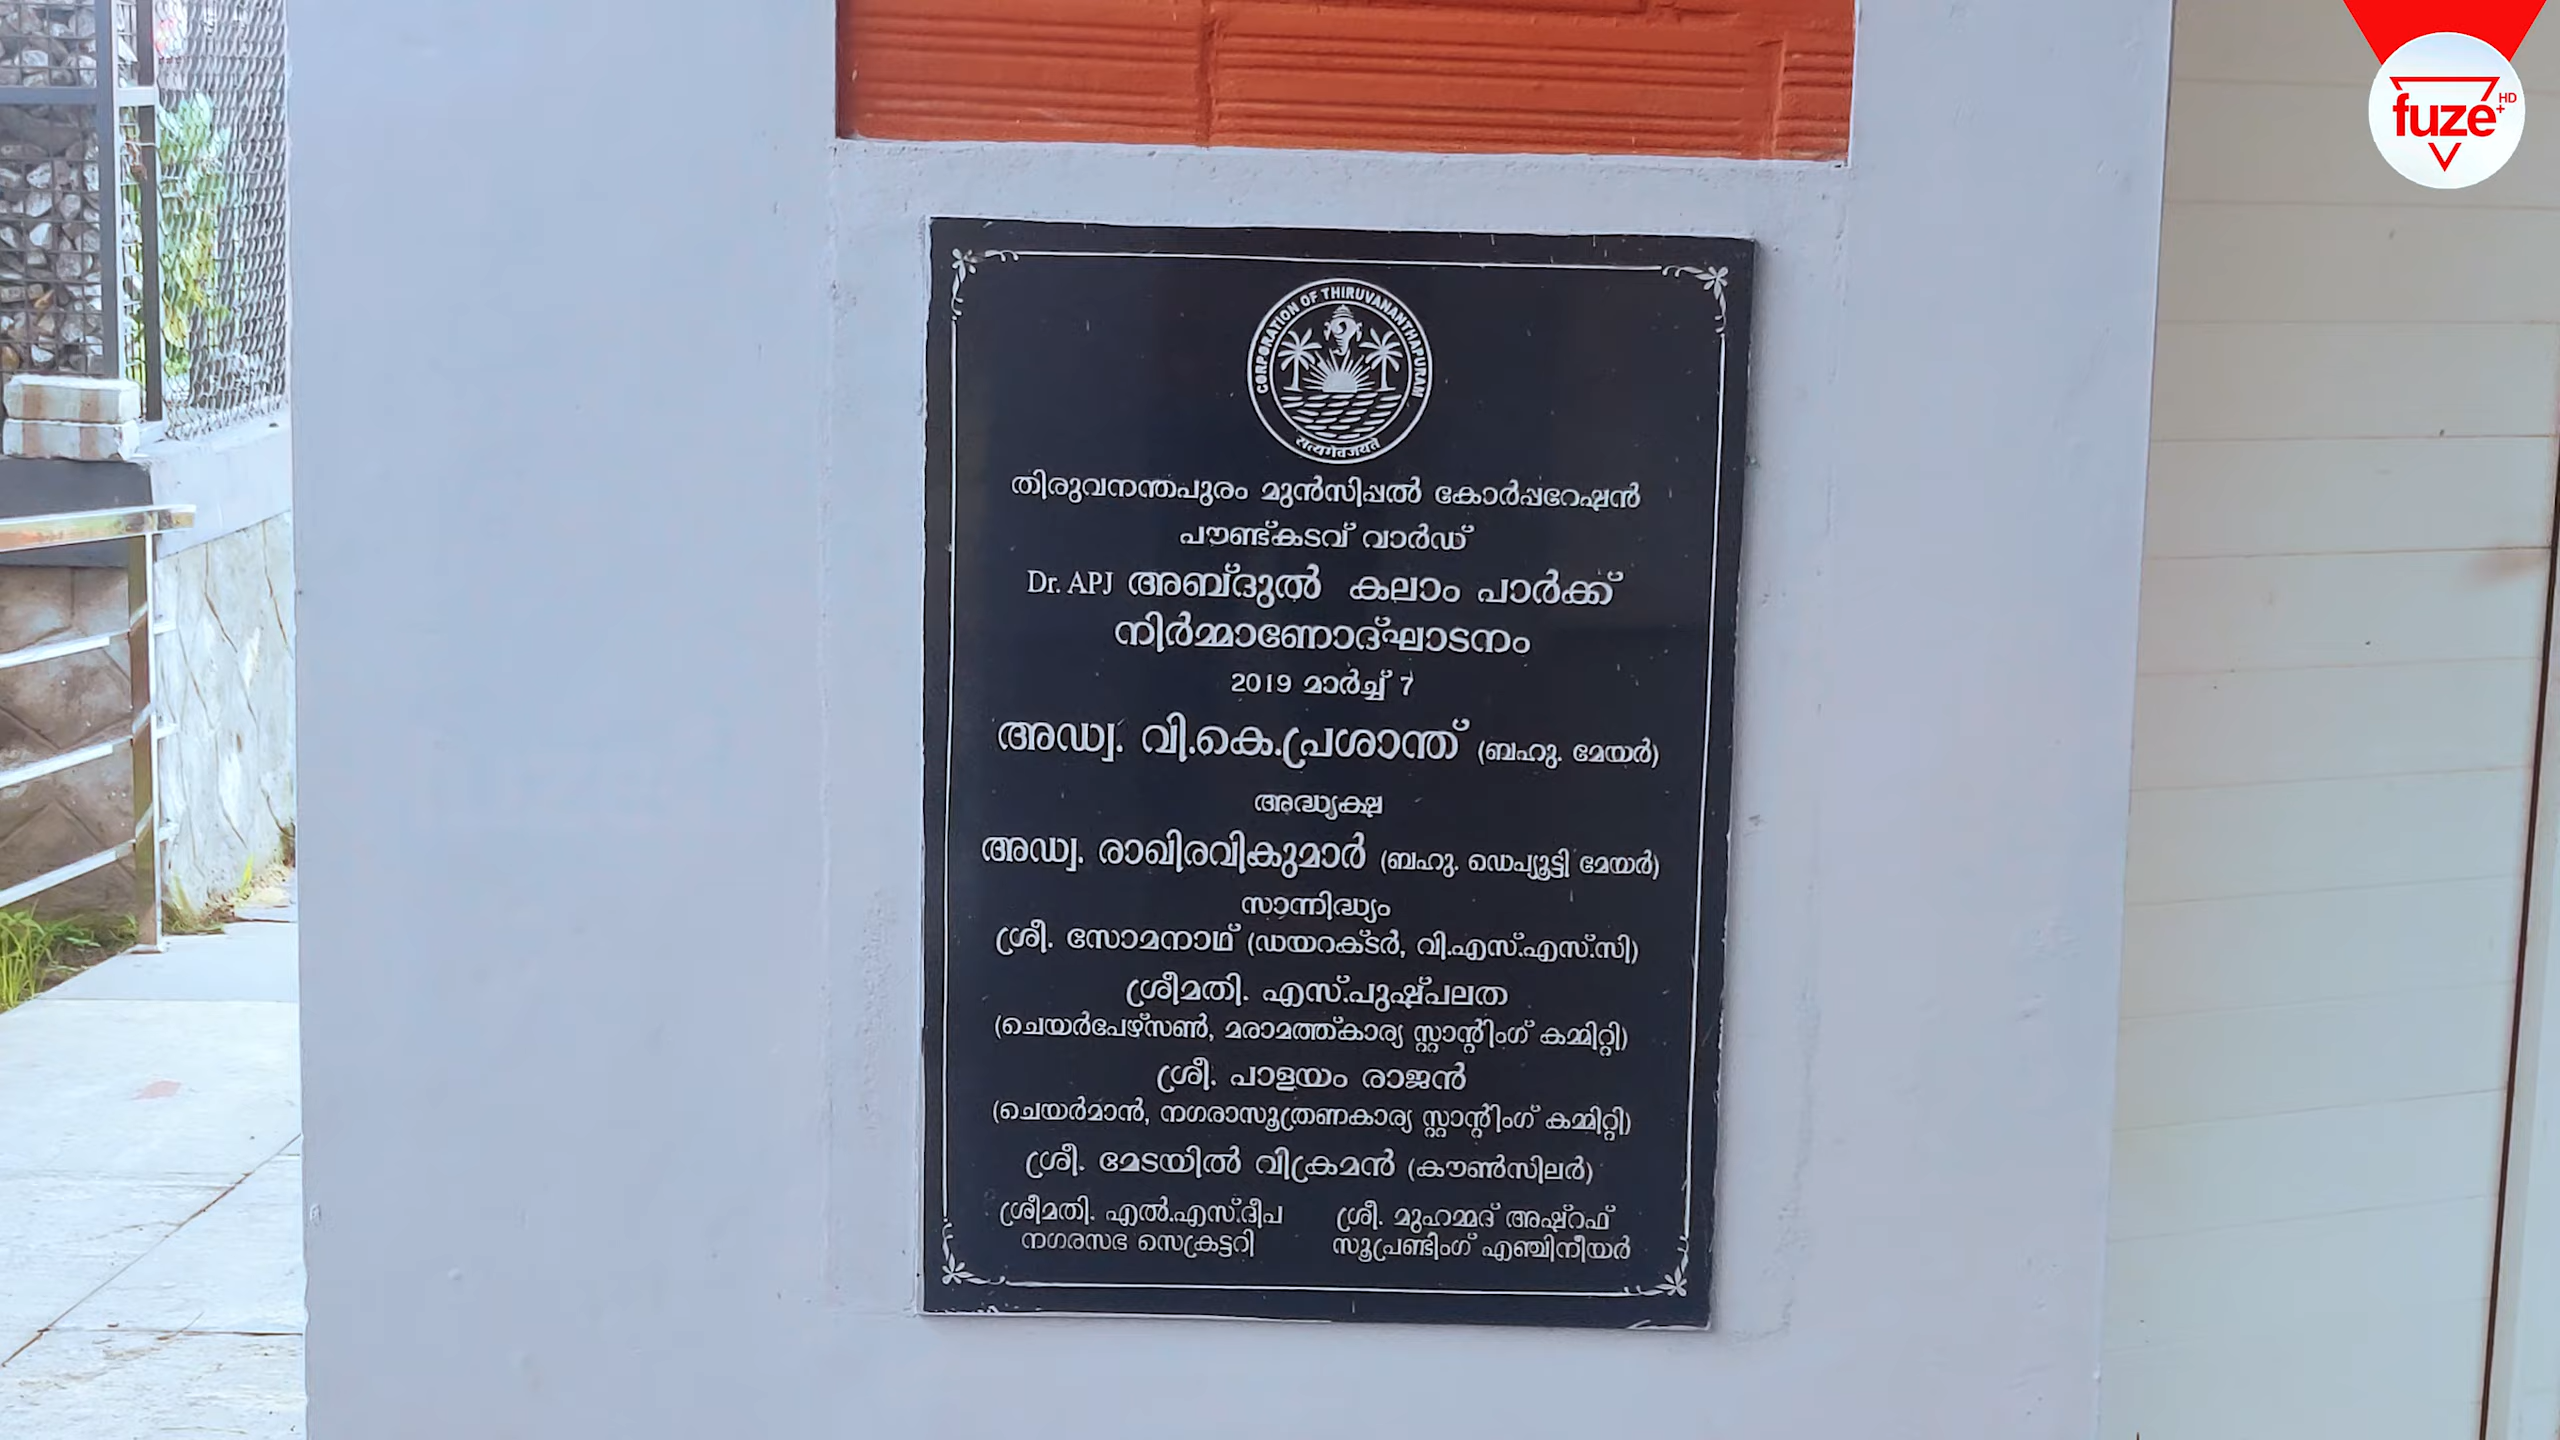 fuze+ HD
CORPORATION OF THIRUVANANTHAPURAM
सत्यमेव जयते
തിരുവനന്തപുരം മുൻസിപ്പൽ കോർപ്പറേഷൻ
പൗണ്ട്കടവ് വാർഡ്
Dr. APJ അബ്ദുൽ കലാം പാർക്ക്
നിർമ്മാണോദ്ഘാടനം
2019 മാർച്ച് 7
അഡ്വ. വി.കെ.പ്രശാന്ത് (ബഹു. മേയർ)
അദ്ധ്യക്ഷ
അഡ്വ. രാഖിരവികുമാർ (ബഹു. ഡെപ്യൂട്ടി മേയർ)
സാന്നിദ്ധ്യം
ശ്രീ. സോമനാഥ് (ഡയറക്ടർ, വി.എസ്.എസ്.സി)
ശ്രീമതി. എസ്.പുഷ്പലത
(ചെയർപേഴ്സൺ, മരാമത്ത്കാര്യ സ്റ്റാന്റിംഗ് കമ്മിറ്റി)
ശ്രീ. പാളയം രാജൻ
(ചെയർമാൻ, നഗരാസൂത്രണകാര്യ സ്റ്റാന്റിംഗ് കമ്മിറ്റി)
ശ്രീ. മേടയിൽ വിക്രമൻ (കൗൺസിലർ)
ശ്രീമതി. എൽ.എസ്.ദീപ
നഗരസഭ സെക്രട്ടറി
ശ്രീ. മുഹമ്മദ് അഷ്റഫ്
സൂപ്രണ്ടിംഗ് എഞ്ചിനീയർ